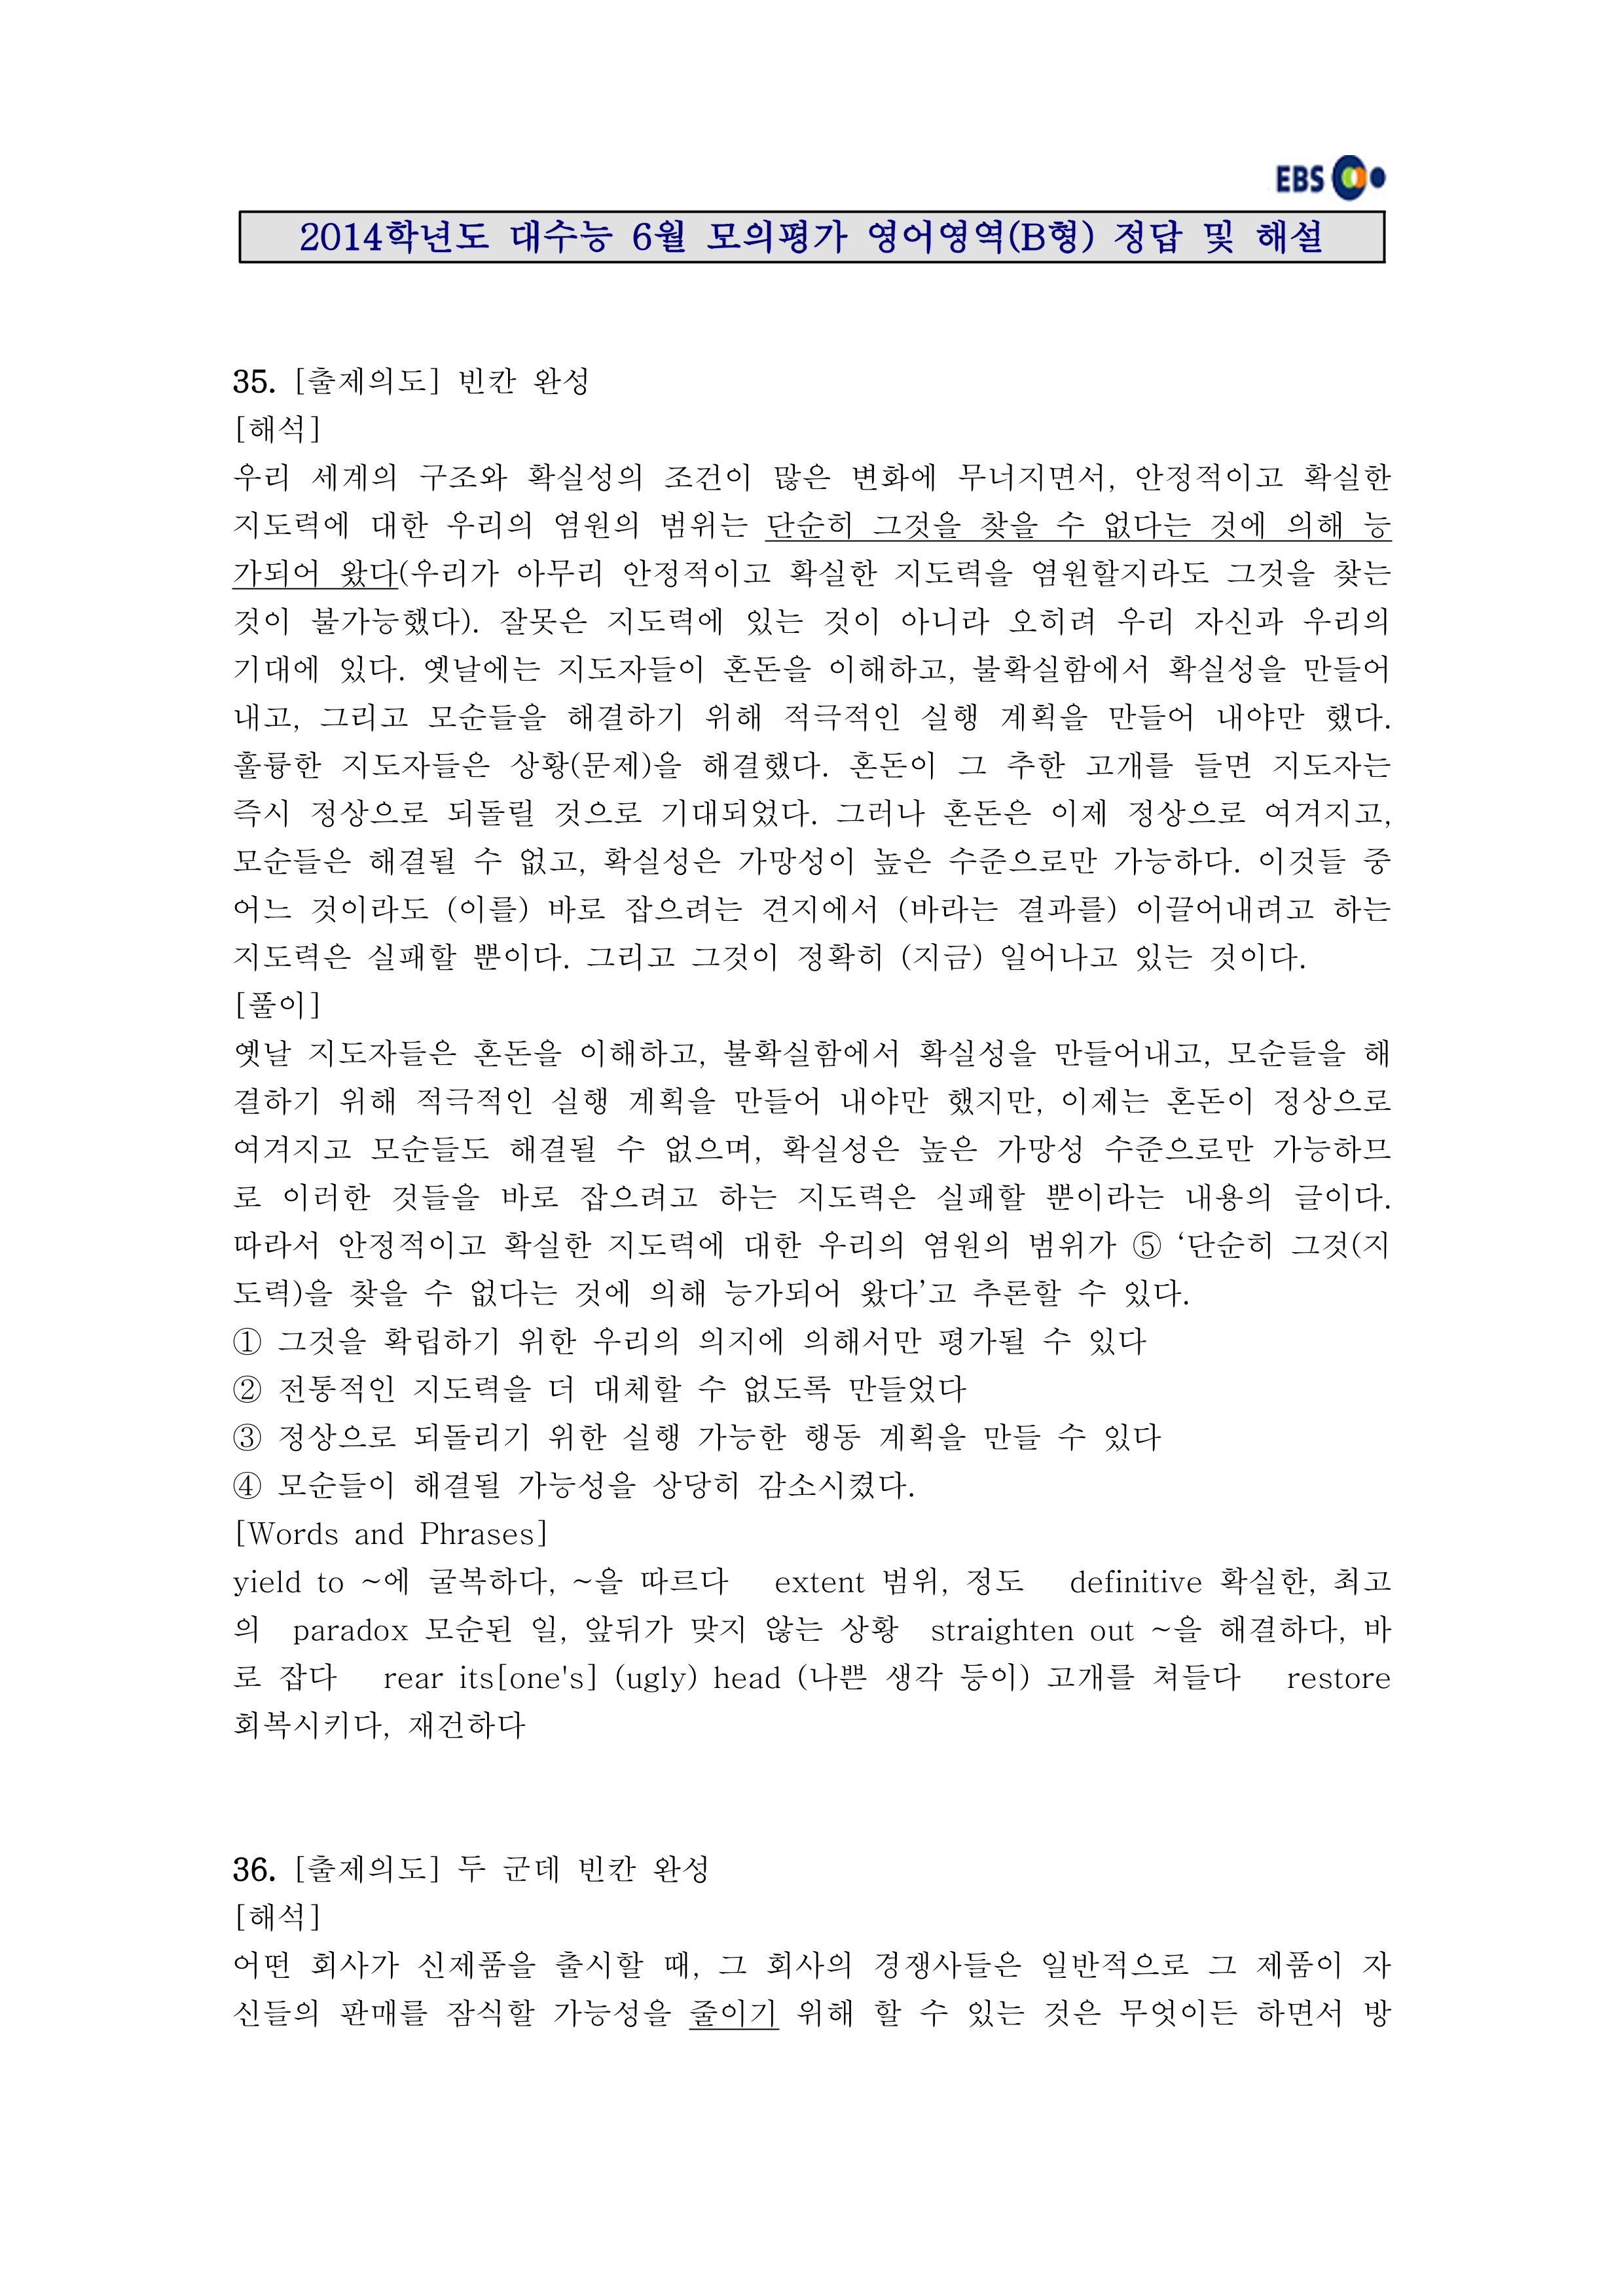 EBS
2014학년도 대수능 6월 모의평가 영어영역(B형) 정답 및 해설
35. [출제의도] 빈칸 완성
[해석]
우리 세계의 구조와 확실성의 조건이 많은 변화에 무너지면서, 안정적이고 확실한
지도력에 대한 우리의 염원의 범위는 단순히 그것을 찾을 수 없다는 것에 의해 능
가되어 왔다(우리가 아무리 안정적이고 확실한 지도력을 염원할지라도 그것을 찾는
것이 불가능했다). 잘못은 지도력에 있는 것이 아니라 오히려 우리 자신과 우리의
기대에 있다. 옛날에는 지도자들이 혼돈을 이해하고, 불확실함에서 확실성을 만들어
내고, 그리고 모순들을 해결하기 위해 적극적인 실행 계획을 만들어 내야만 했다.
훌륭한 지도자들은 상황(문제)을 해결했다. 혼돈이 그 추한 고개를 들면 지도자는
즉시 정상으로 되돌릴 것으로 기대되었다. 그러나 혼돈은 이제 정상으로 여겨지고,
모순들은 해결될 수 없고, 확실성은 가망성이 높은 수준으로만 가능하다. 이것들 중
어느 것이라도 (이를) 바로 잡으려는 견지에서 (바라는 결과를) 이끌어내려고 하는
지도력은 실패할 뿐이다. 그리고 그것이 정확히 (지금) 일어나고 있는 것이다.
[풀이]
옛날 지도자들은 혼돈을 이해하고, 불확실함에서 확실성을 만들어내고, 모순들을 해
결하기 위해 적극적인 실행 계획을 만들어 내야만 했지만, 이제는 혼돈이 정상으로
여겨지고 모순들도 해결될 수 없으며, 확실성은 높은 가망성 수준으로만 가능하므
로 이러한 것들을 바로 잡으려고 하는 지도력은 실패할 뿐이라는 내용의 글이다.
따라서 안정적이고 확실한 지도력에 대한 우리의 염원의 범위가 ⑤ ‘단순히 그것(지
도력)을 찾을 수 없다는 것에 의해 능가되어 왔다’고 추론할 수 있다.
① 그것을 확립하기 위한 우리의 의지에 의해서만 평가될 수 있다
② 전통적인 지도력을 더 대체할 수 없도록 만들었다
③ 정상으로 되돌리기 위한 실행 가능한 행동 계획을 만들 수 있다
④ 모순들이 해결될 가능성을 상당히 감소시켰다.
[Words and Phrases]
yield to ~에 굴복하다, ~을 따르다 extent 범위, 정도 definitive 확실한, 최고
의 paradox 모순된 일, 앞뒤가 맞지 않는 상황 straighten out ~을 해결하다, 바
로 잡다 rear its[one's] (ugly) head (나쁜 생각 등이) 고개를 쳐들다 restore
회복시키다, 재건하다
36. [출제의도] 두 군데 빈칸 완성
[해석]
어떤 회사가 신제품을 출시할 때, 그 회사의 경쟁사들은 일반적으로 그 제품이 자
신들의 판매를 잠식할 가능성을 줄이기 위해 할 수 있는 것은 무엇이든 하면서 방